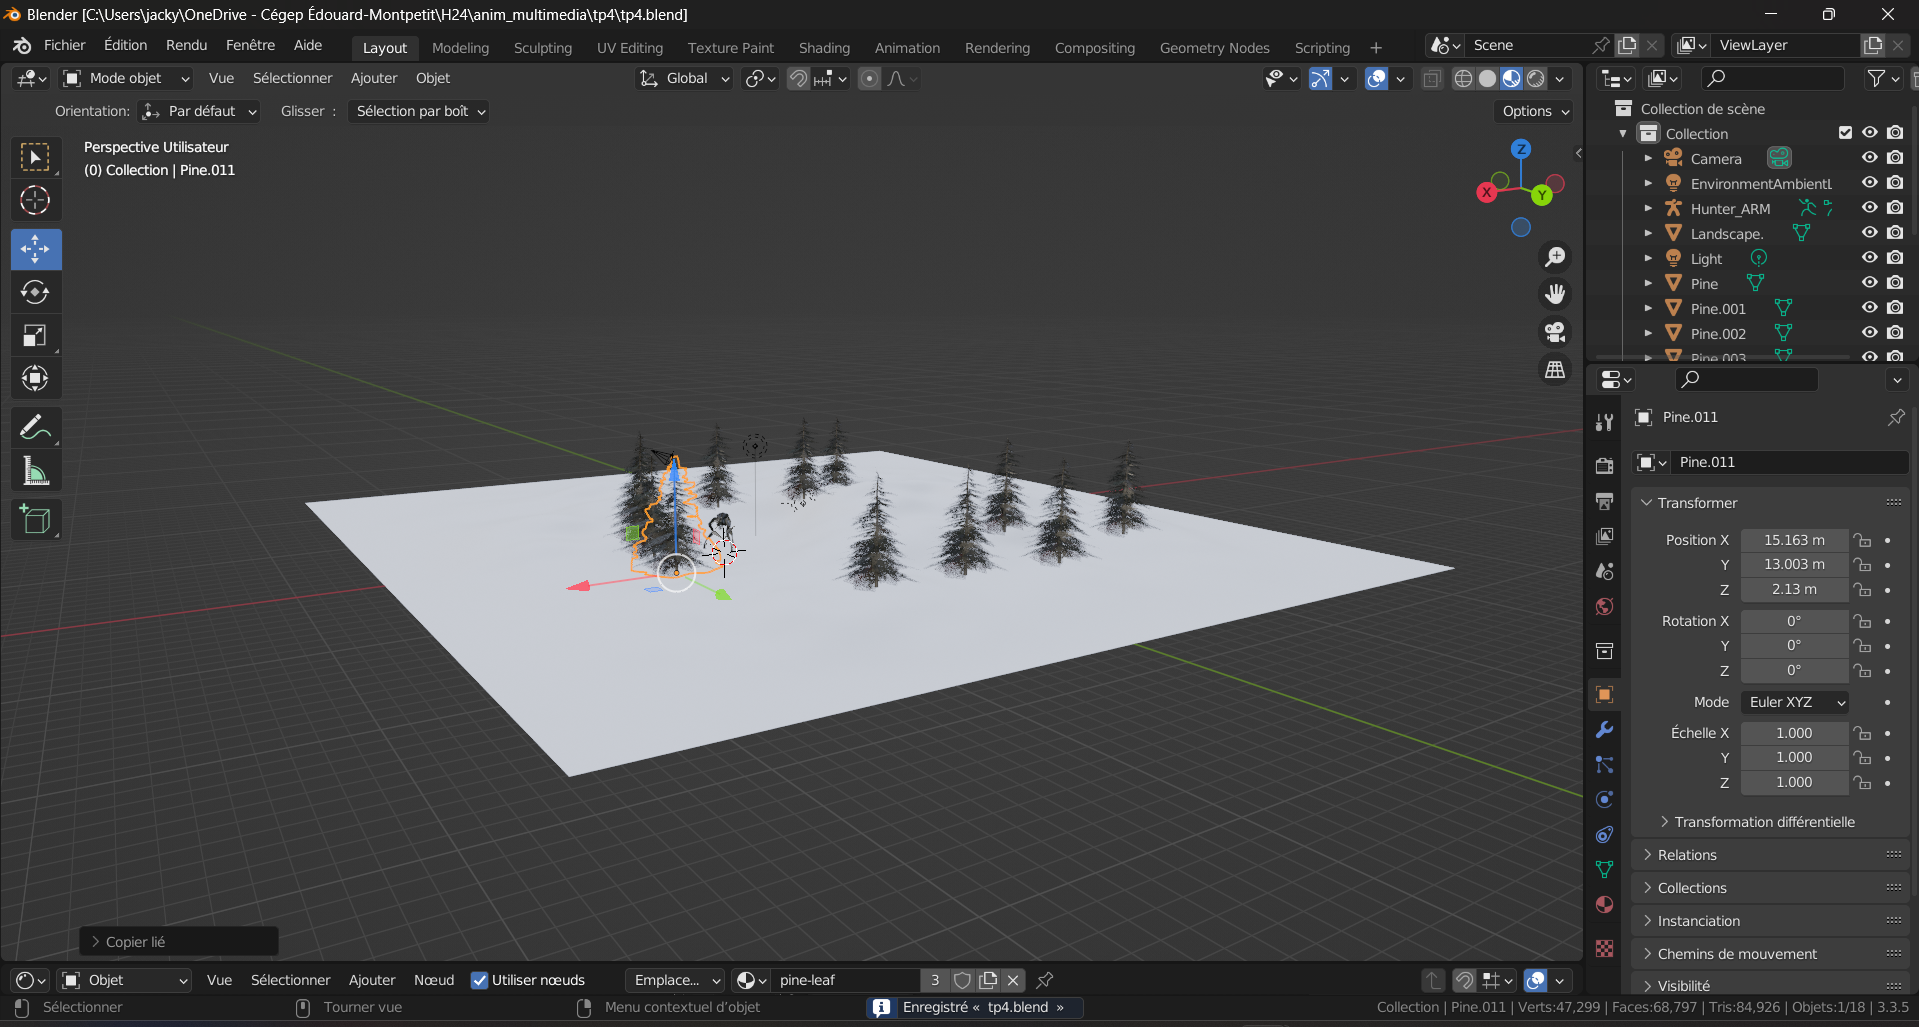 Blender [C:\Users\jacky\OneDrive - Cégep Édouard-Montpetit\H24\anim_multimedia\tp4\tp4.blend]
Fichier Édition Rendu Fenêtre Aide Layout Modeling Sculpting UV Editing Texture Paint Shading Animation Rendering Compositing Geometry Nodes Scripting + Scene ViewLayer
Mode objet Vue Sélectionner Ajouter Objet Global
Orientation: Par défaut Glisser : Sélection par boît Options
Perspective Utilisateur
(0) Collection | Pine.011
Z
X
Y
Collection de scène
Collection
Camera
EnvironmentAmbientL
Hunter_ARM
Landscape.
Light
Pine
Pine.001
Pine.002
Pine.003
Pine.011
Pine.011
Transformer
Position X 15.163 m
Y 13.003 m
Z 2.13 m
Rotation X 0°
Y 0°
Z 0°
Mode Euler XYZ
Échelle X 1.000
Y 1.000
Z 1.000
Transformation différentielle
Relations
Collections
Instanciation
Chemins de mouvement
Visibilité
Copier lié
Objet Vue Sélectionner Ajouter Nœud Utiliser nœuds Emplace... pine-leaf 3
Sélectionner Tourner vue Menu contextuel d'objet Enregistré « tp4.blend » Collection | Pine.011 | Verts:47,299 | Faces:68,797 | Tris:84,926 | Objets:1/18 | 3.3.5